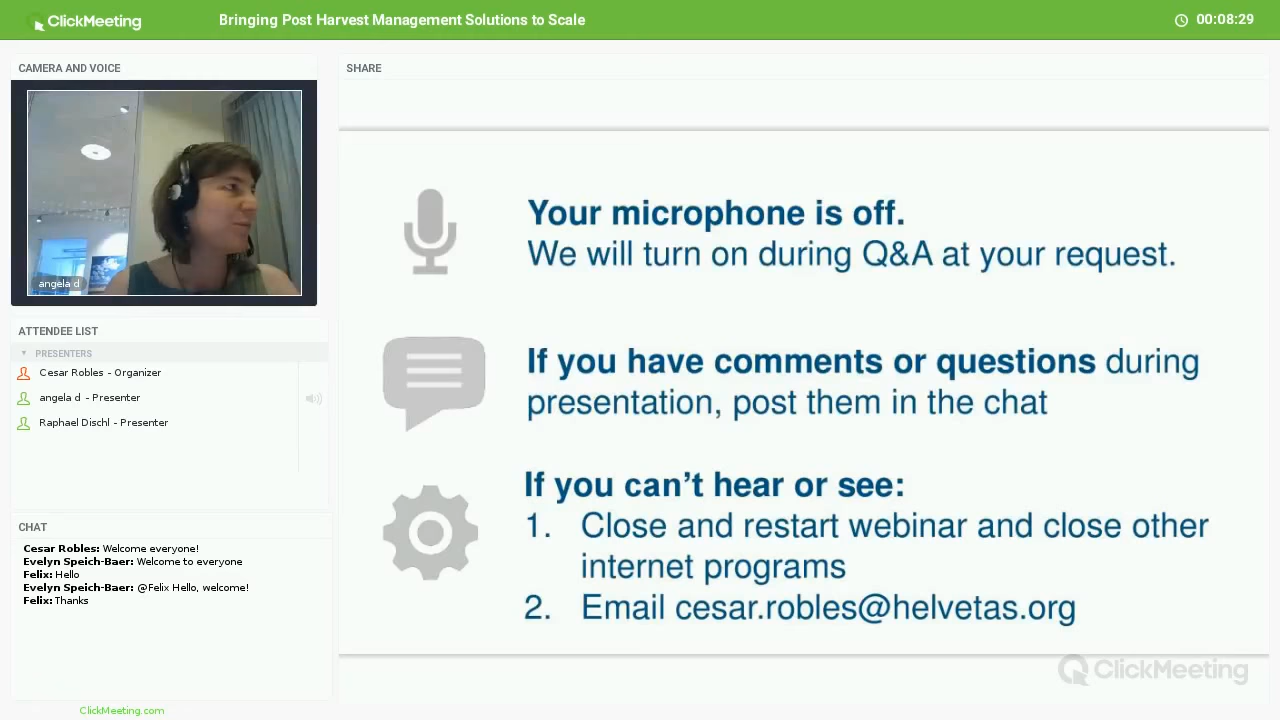 ClickMeeting
Bringing Post Harvest Management Solutions to Scale
00:08:29
CAMERA AND VOICE
angela d
ATTENDEE LIST
PRESENTERS
Cesar Robles - Organizer
angela d - Presenter
Raphael Dischl - Presenter
CHAT
Cesar Robles: Welcome everyone!
Evelyn Speich-Baer: Welcome to everyone
Felix: Hello
Evelyn Speich-Baer: @Felix Hello, welcome!
Felix: Thanks
ClickMeeting.com
SHARE
Your microphone is off.
We will turn on during Q&A at your request.
If you have comments or questions during
presentation, post them in the chat
If you can’t hear or see:
1. Close and restart webinar and close other
internet programs
2. Email cesar.robles@helvetas.org
ClickMeeting